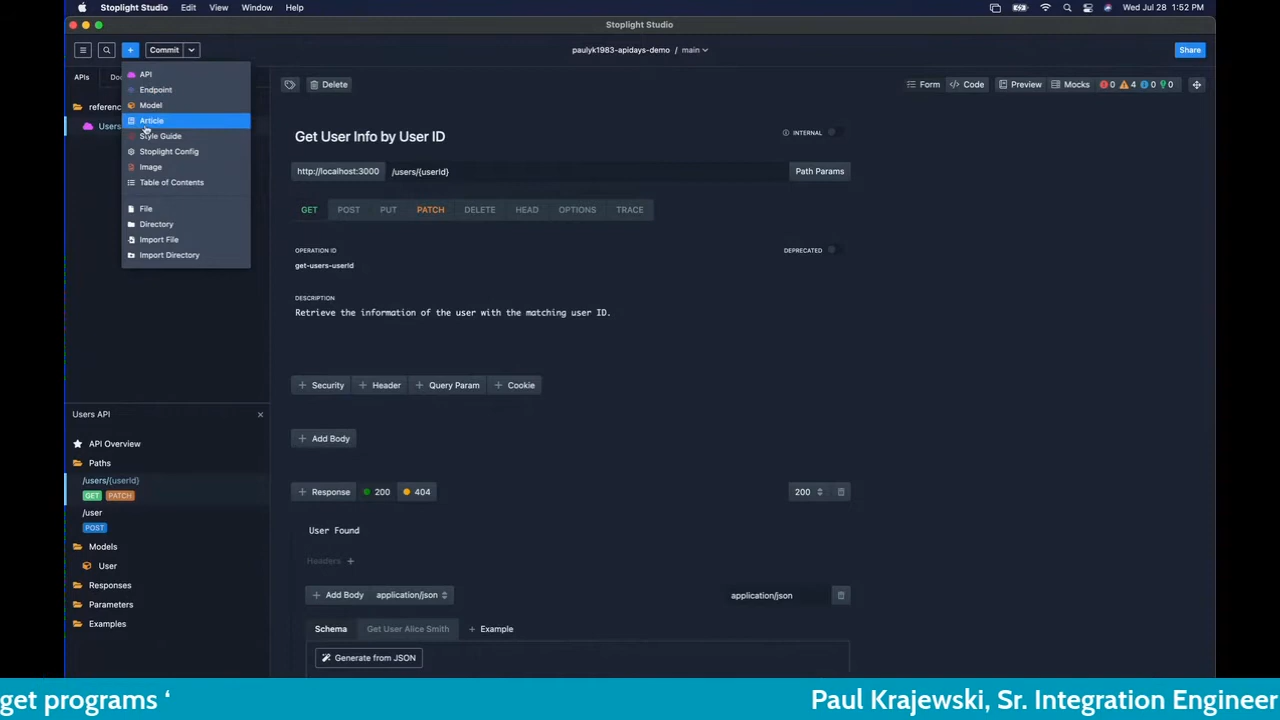 Stoplight Studio Edit View Window Help Wed Jul 28 1:52 PM
Stoplight Studio
+ Commit paulyk1983-apidays-demo / main Share
APIs
API
Endpoint
Model
Article
Style Guide
Stoplight Config
Image
Table of Contents
File
Directory
Import File
Import Directory
referenc
Users
Delete Form </> Code Preview Mocks 0 4 0 0
Get User Info by User ID INTERNAL
http://localhost:3000 /users/{userId} Path Params
GET POST PUT PATCH DELETE HEAD OPTIONS TRACE
OPERATION ID DEPRECATED
get-users-userId
DESCRIPTION
Retrieve the information of the user with the matching user ID.
+ Security + Header + Query Param + Cookie
+ Add Body
+ Response 200 404 200
User Found
Headers +
+ Add Body application/json application/json
Schema Get User Alice Smith + Example
Generate from JSON
Users API ×
API Overview
Paths
/users/{userId}
GET PATCH
/user
POST
Models
User
Responses
Parameters
Examples
get programs ‘ Paul Krajewski, Sr. Integration Engineer